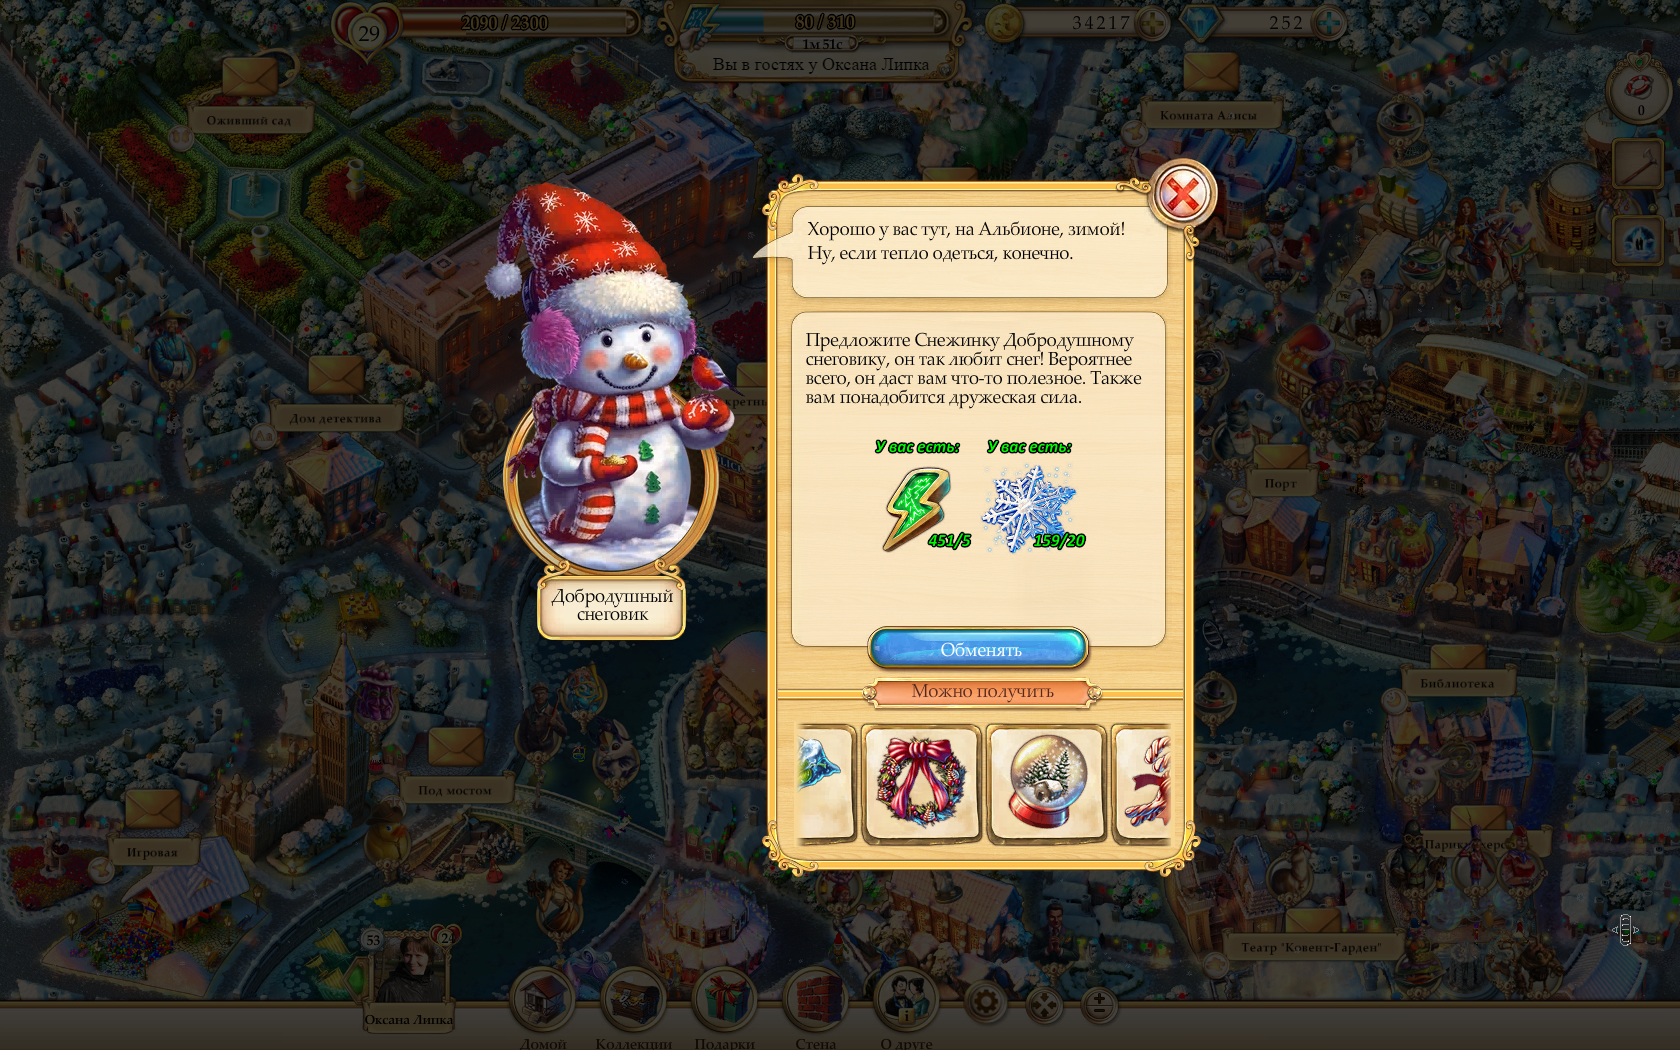 29
2090 / 2300
80 / 310
34217
252
1м 51с
Вы в гостях у Оксана Липка
Оживший сад
Комната Алисы
0
Хорошо у вас тут, на Альбионе, зимой!
Ну, если тепло одеться, конечно.
Предложите Снежинку Добродушному
снеговику, он так любит снег! Вероятнее
всего, он даст вам что-то полезное. Также
вам понадобится дружеская сила.
Дом детектива
Aa
У вас есть:
У вас есть:
Порт
451/5
159/20
Добродушный
снеговик
Обменять
Библиотека
Можно получить
Под мостом
Игровая
Театр "Ковент-Гарден"
53
24
Оксана Липка
Домой
Коллекции
Подарки
Стена
О друге